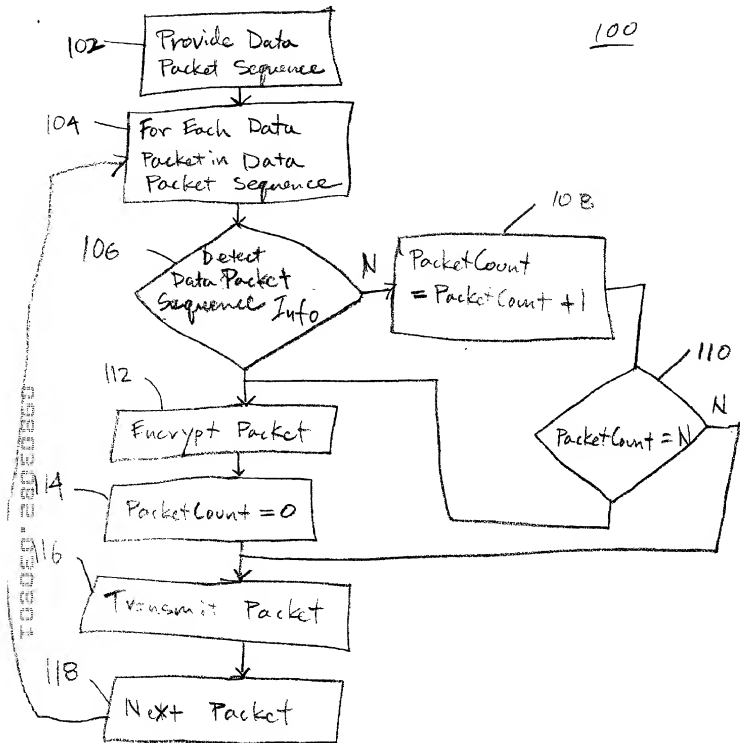 100
102
Provide Data
Packet Sequence
104
For Each Data
Packet in Data
Packet Sequence
106
Detect
Data Packet
Sequence Info
N
108
PacketCount
= PacketCount + 1
110
PacketCount = N
N
112
Encrypt Packet
114
PacketCount = 0
116
Transmit Packet
118
Next Packet